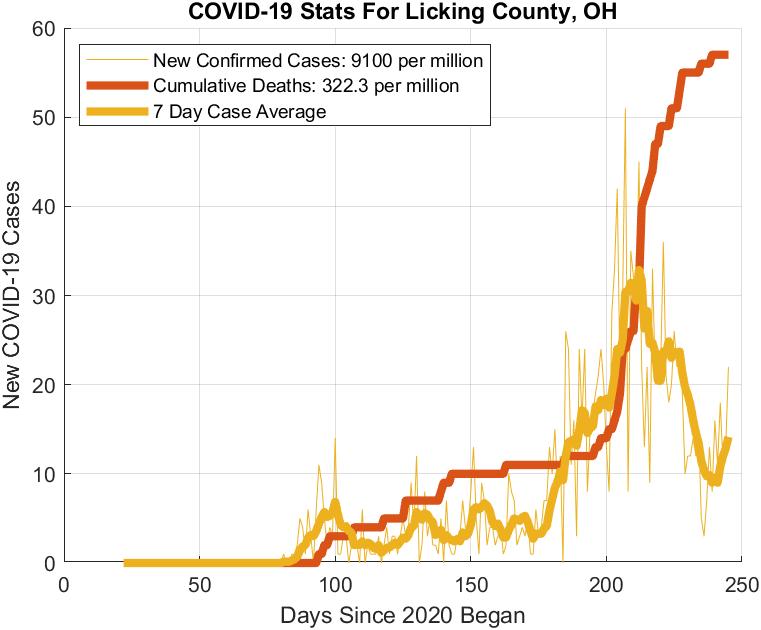 COVID-19 Stats For Licking County, OH
New Confirmed Cases: 9100 per million
Cumulative Deaths: 322.3 per million
7 Day Case Average
New COVID-19 Cases
60
50
40
30
20
10
0
0 50 100 150 200 250
Days Since 2020 Began